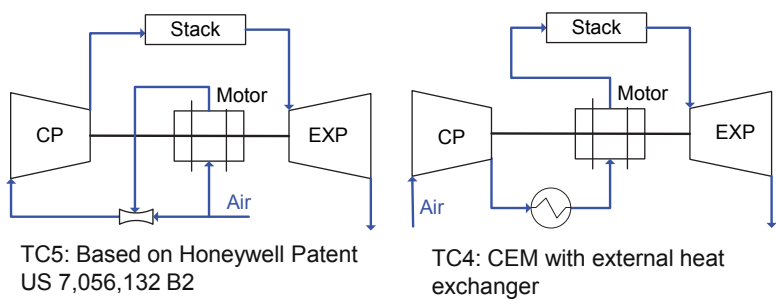 Stack
Motor
CP
EXP
Air
TC5: Based on Honeywell Patent
US 7,056,132 B2
Stack
Motor
CP
EXP
Air
TC4: CEM with external heat
exchanger